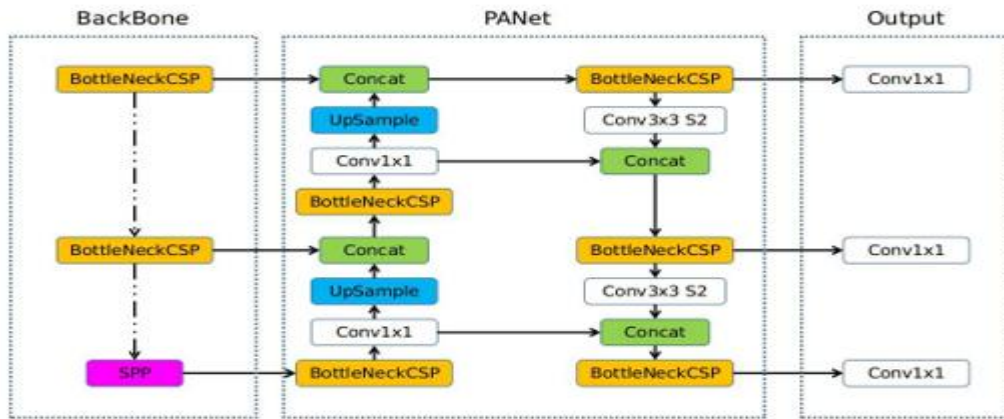 BackBone PANet Output
BottleNeckCSP Concat BottleNeckCSP Conv1x1
UpSample Conv3x3 S2
Conv1x1 Concat
BottleNeckCSP
BottleNeckCSP Concat BottleNeckCSP Conv1x1
UpSample Conv3x3 S2
Conv1x1 Concat
SPP BottleNeckCSP BottleNeckCSP Conv1x1